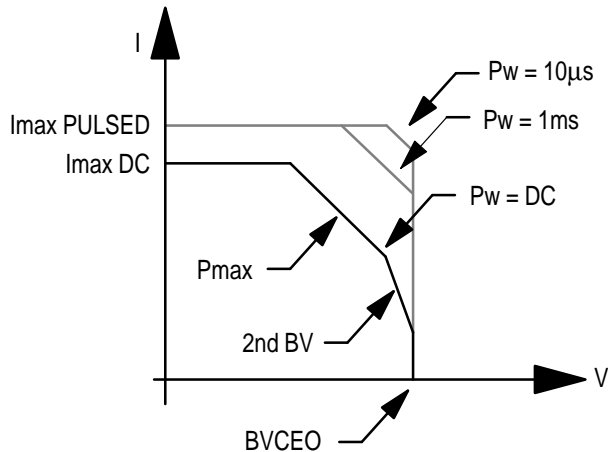 I
Pw = 10μs
Imax PULSED
Pw = 1ms
Imax DC
Pw = DC
Pmax
2nd BV
V
BVCEO